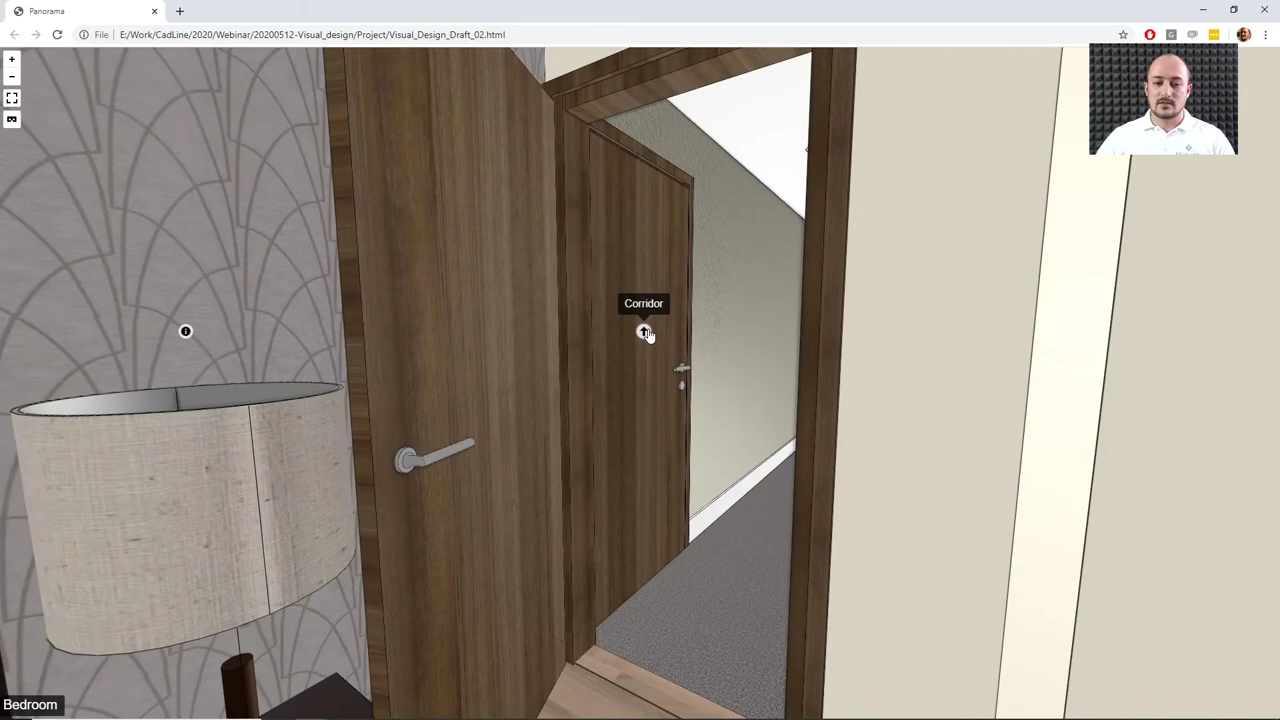 Panorama
File
E:/Work/CadLine/2020/Webinar/20200512-Visual_design/Project/Visual_Design_Draft_02.html
Corridor
Bedroom